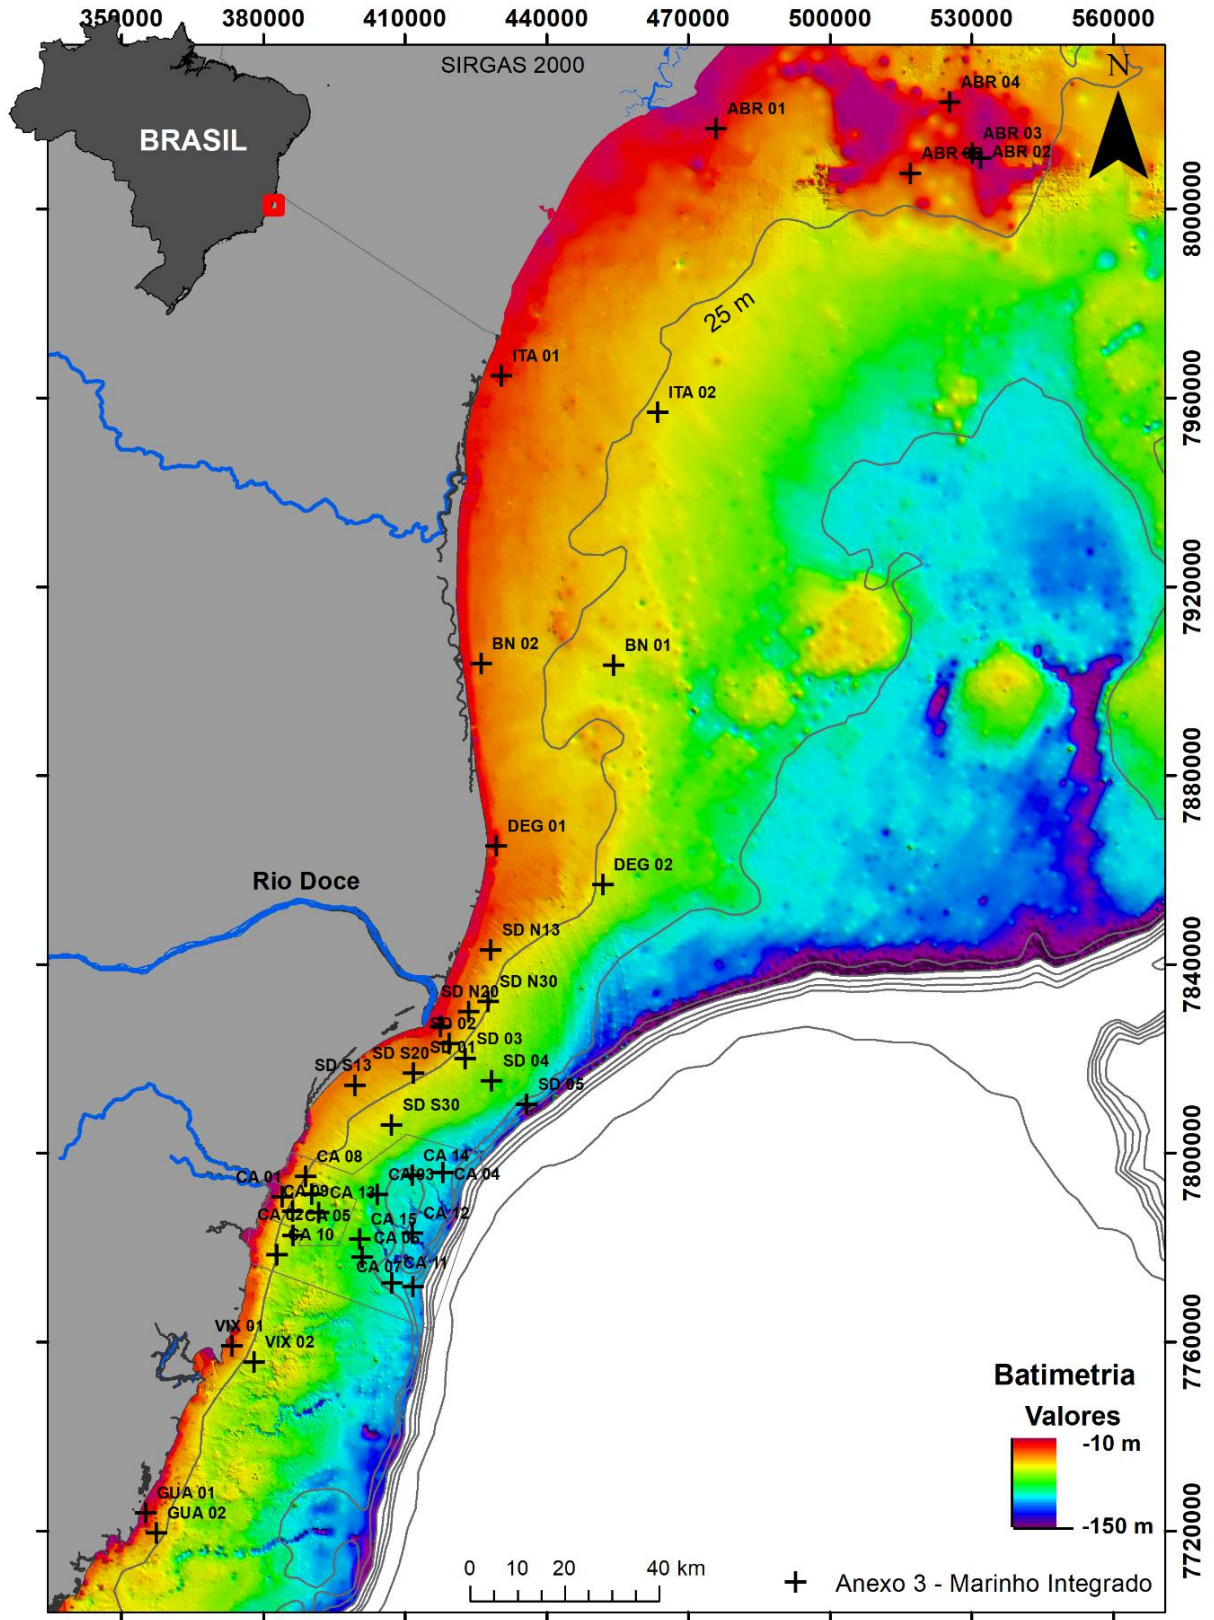 350000 380000 410000 440000 470000 500000 530000 560000
SIRGAS 2000
N
BRASIL
ABR 04
ABR 01
ABR 03
ABR 02
8000000
25 m
ITA 01
ITA 02
7960000
7920000
BN 02
BN 01
7880000
DEG 01
DEG 02
Rio Doce
SD N13
7840000
SD N30
SD N20
SD 02
SD 03
SD 01
SD S20
SD 04
SD S13
SD 05
SD S30
CA 08
CA 14
7800000
CA 01
CA 03
CA 04
CA 09
CA 13
CA 02
CA 05
CA 15
CA 12
CA 10
CA 06
CA 07
CA 11
VIX 01
VIX 02
7760000
Batimetria
Valores
-10 m
-150 m
GUA 01
GUA 02
7720000
0 10 20 40 km
Anexo 3 - Marinho Integrado